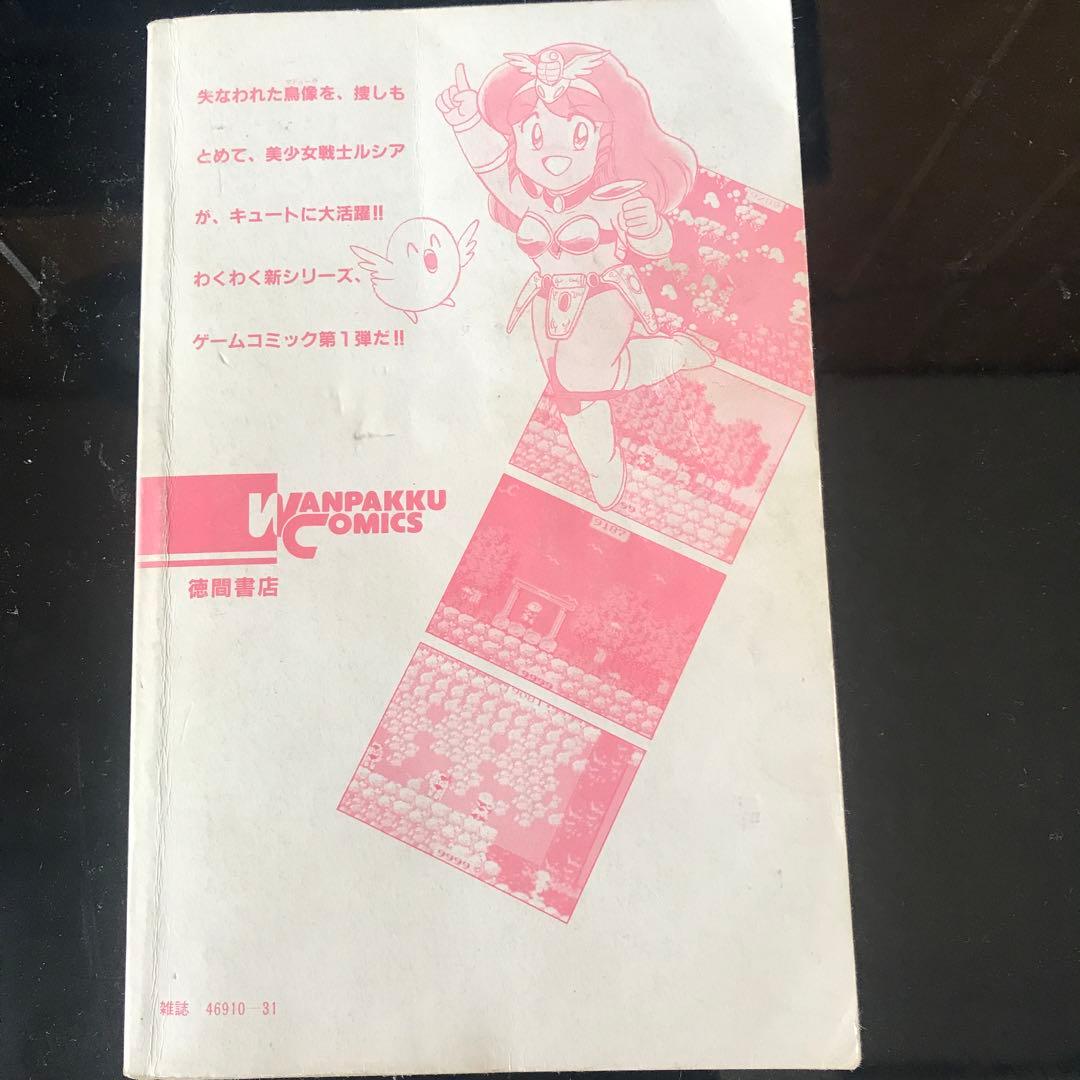 失なわれた鳥像を、捜しも
とめて、美少女戦士ルシア
が、キュートに大活躍!!
わくわく新シリーズ、
ゲームコミック第1弾だ!!
WANPAKKU
COMICS
徳間書店
9187
9999
9999
雑誌 46910-31